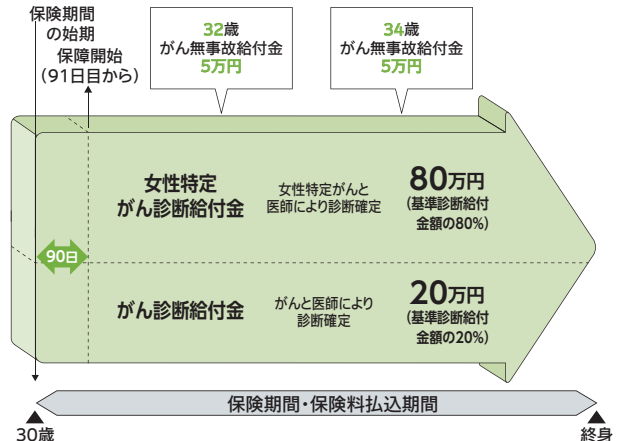 保険期間
の始期
保障開始
(91日目から)
32歳
がん無事故給付金
5万円
34歳
がん無事故給付金
5万円
女性特定
がん診断給付金
女性特定がんと
医師により診断確定
80万円
(基準診断給付
金額の80%)
90日
がん診断給付金
がんと医師により
診断確定
20万円
(基準診断給付
金額の20%)
保険期間・保険料払込期間
30歳
終身